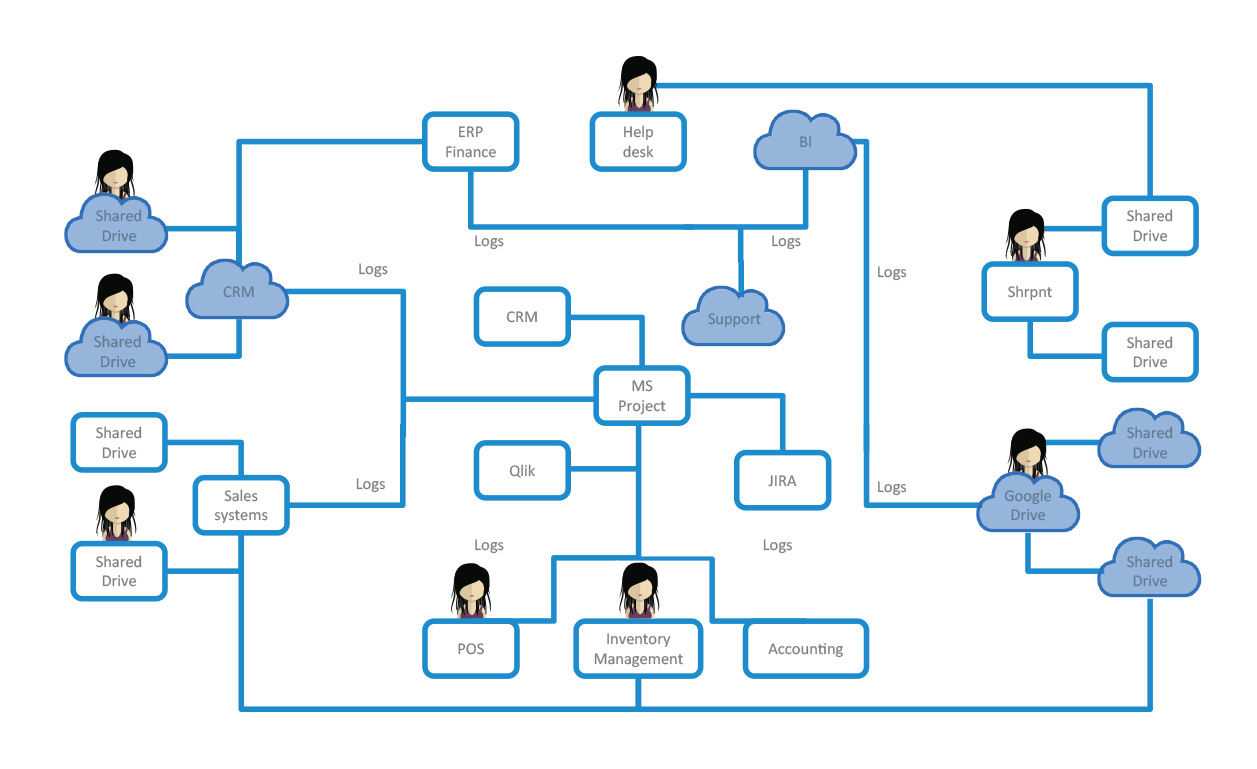 ERP
Finance
Help
desk
BI
Shared
Drive
Shared
Drive
Logs
Logs
Logs
Logs
CRM
Shrpnt
CRM
Support
Shared
Drive
Shared
Drive
MS
Project
Shared
Drive
Shared
Drive
Qlik
JIRA
Logs
Logs
Sales
systems
Google
Drive
Logs
Logs
Shared
Drive
Shared
Drive
POS
Inventory
Management
Accounting